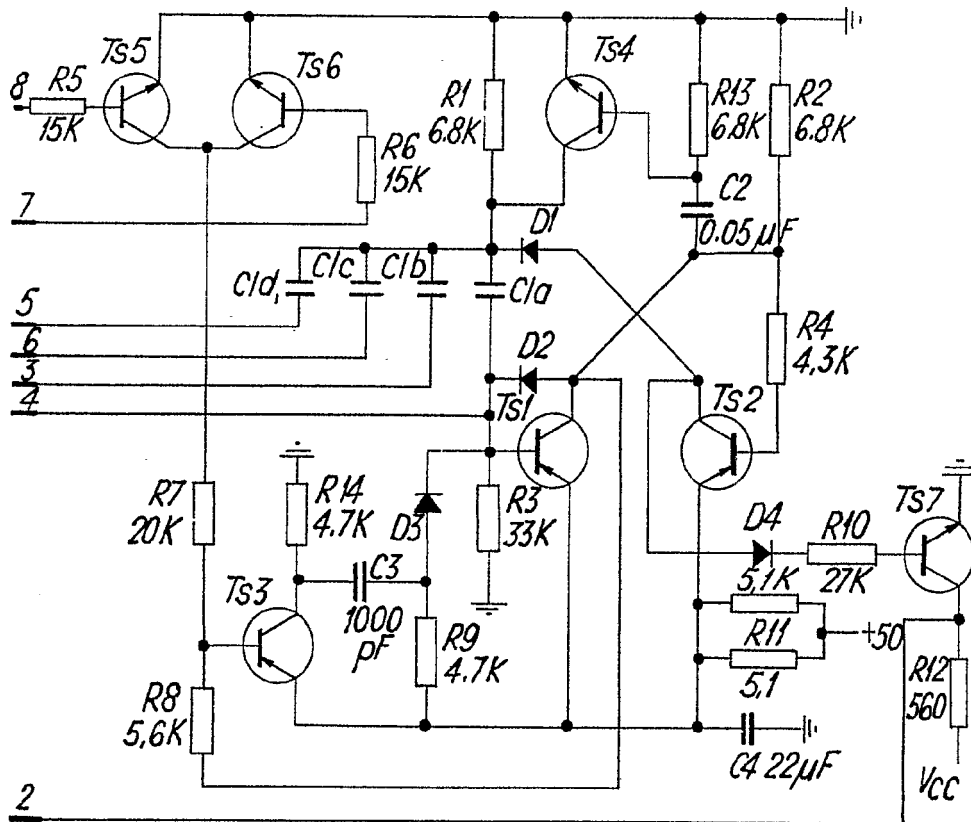 Ts5
Ts6
Ts4
8
R5
15K
R1
6.8K
R13
6.8K
R2
6.8K
R6
15K
7
C2
0.05 µF
D1
C1d,
C1c
C1b
C1a
5
6
3
4
R4
4,3K
D2
Ts1
Ts2
R7
20K
R14
4.7K
D3
R3
33K
Ts7
D4
R10
27K
Ts3
C3
1000
pF
5,1K
R11
5,1
+50
R9
4.7K
R12
560
R8
5,6K
C4 22µF
VCC
2